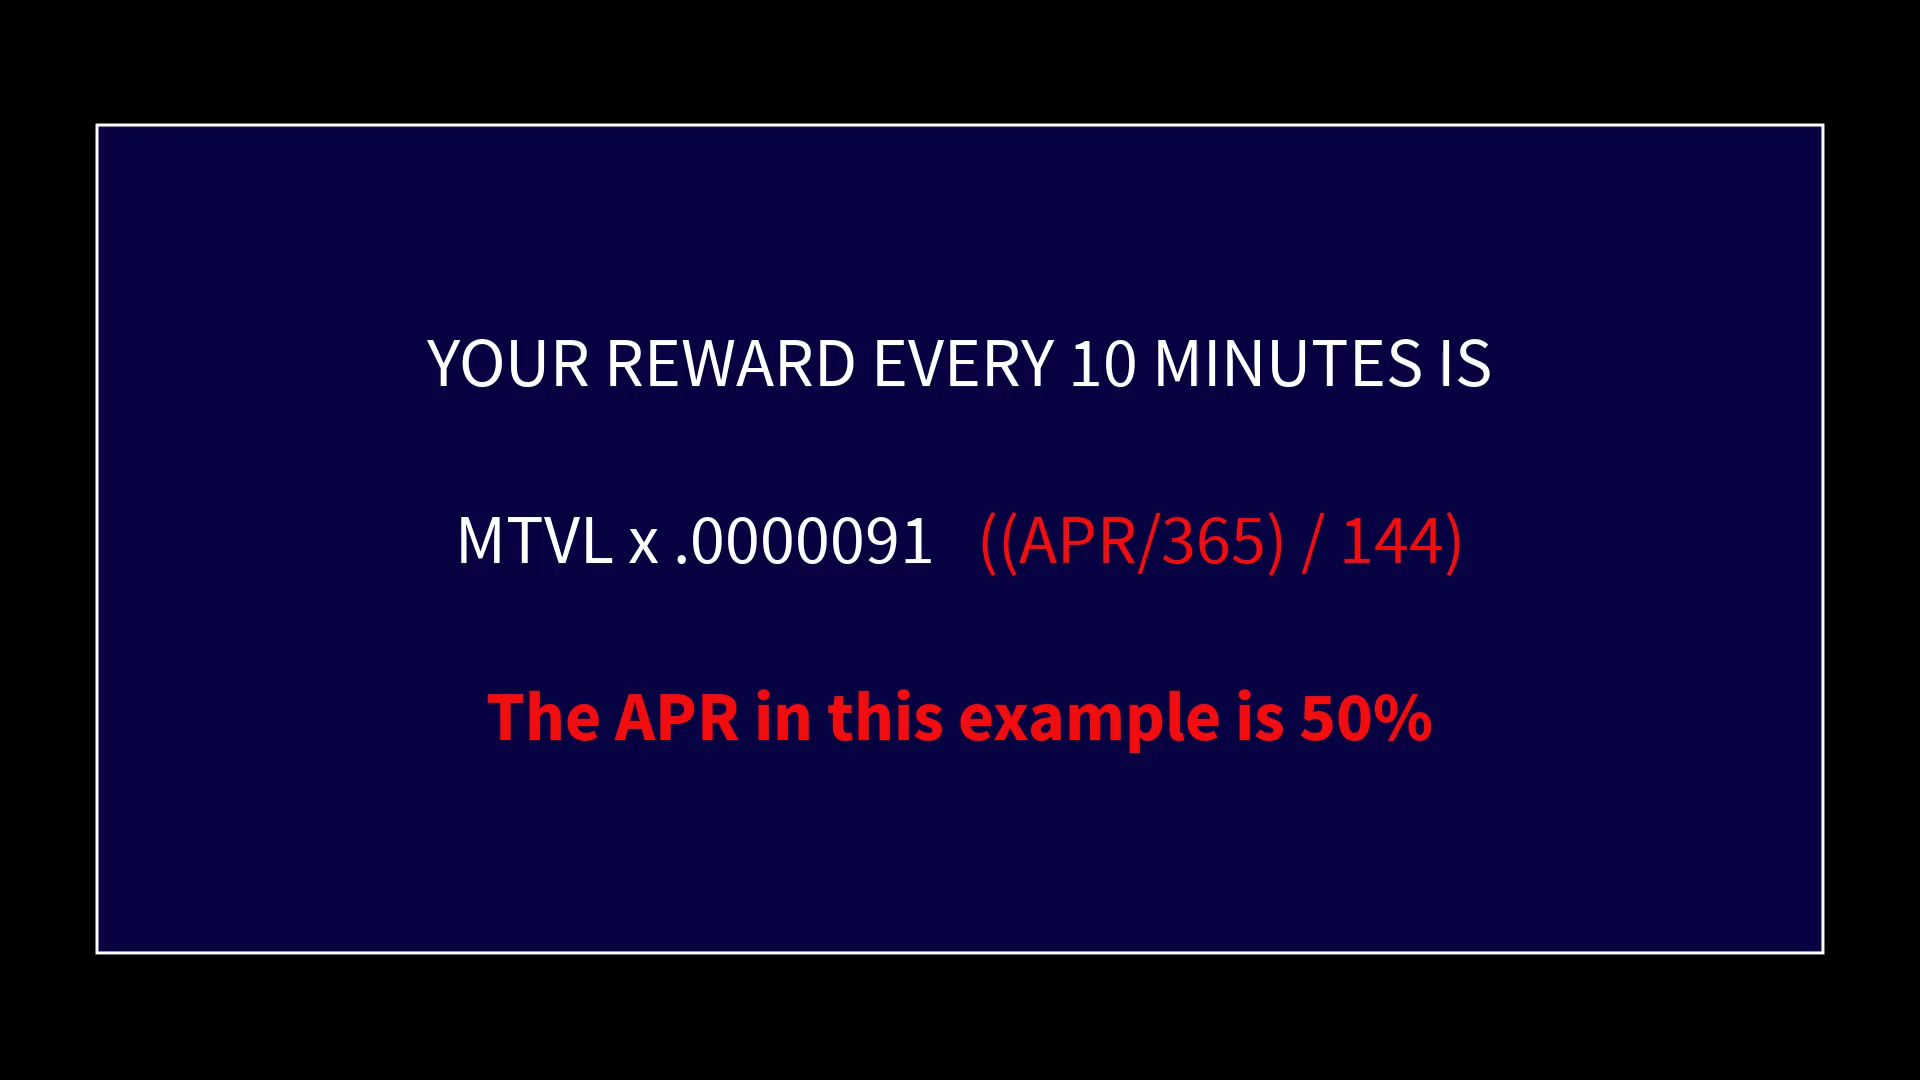 YOUR REWARD EVERY 10 MINUTES IS
MTVL x .0000091 ((APR/365) / 144)
The APR in this example is 50%